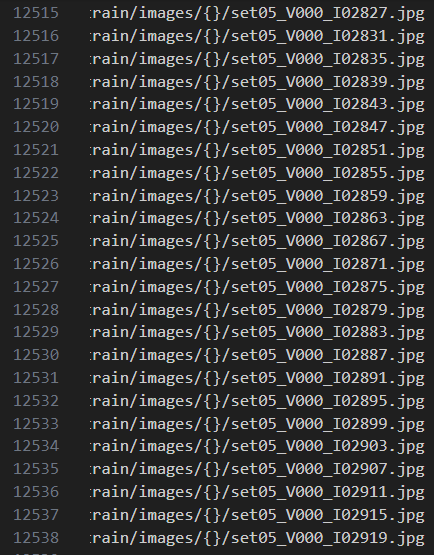 12515 rain/images/{}/set05_V000_I02827.jpg
12516 rain/images/{}/set05_V000_I02831.jpg
12517 rain/images/{}/set05_V000_I02835.jpg
12518 rain/images/{}/set05_V000_I02839.jpg
12519 rain/images/{}/set05_V000_I02843.jpg
12520 rain/images/{}/set05_V000_I02847.jpg
12521 rain/images/{}/set05_V000_I02851.jpg
12522 rain/images/{}/set05_V000_I02855.jpg
12523 rain/images/{}/set05_V000_I02859.jpg
12524 rain/images/{}/set05_V000_I02863.jpg
12525 rain/images/{}/set05_V000_I02867.jpg
12526 rain/images/{}/set05_V000_I02871.jpg
12527 rain/images/{}/set05_V000_I02875.jpg
12528 rain/images/{}/set05_V000_I02879.jpg
12529 rain/images/{}/set05_V000_I02883.jpg
12530 rain/images/{}/set05_V000_I02887.jpg
12531 rain/images/{}/set05_V000_I02891.jpg
12532 rain/images/{}/set05_V000_I02895.jpg
12533 rain/images/{}/set05_V000_I02899.jpg
12534 rain/images/{}/set05_V000_I02903.jpg
12535 rain/images/{}/set05_V000_I02907.jpg
12536 rain/images/{}/set05_V000_I02911.jpg
12537 rain/images/{}/set05_V000_I02915.jpg
12538 rain/images/{}/set05_V000_I02919.jpg